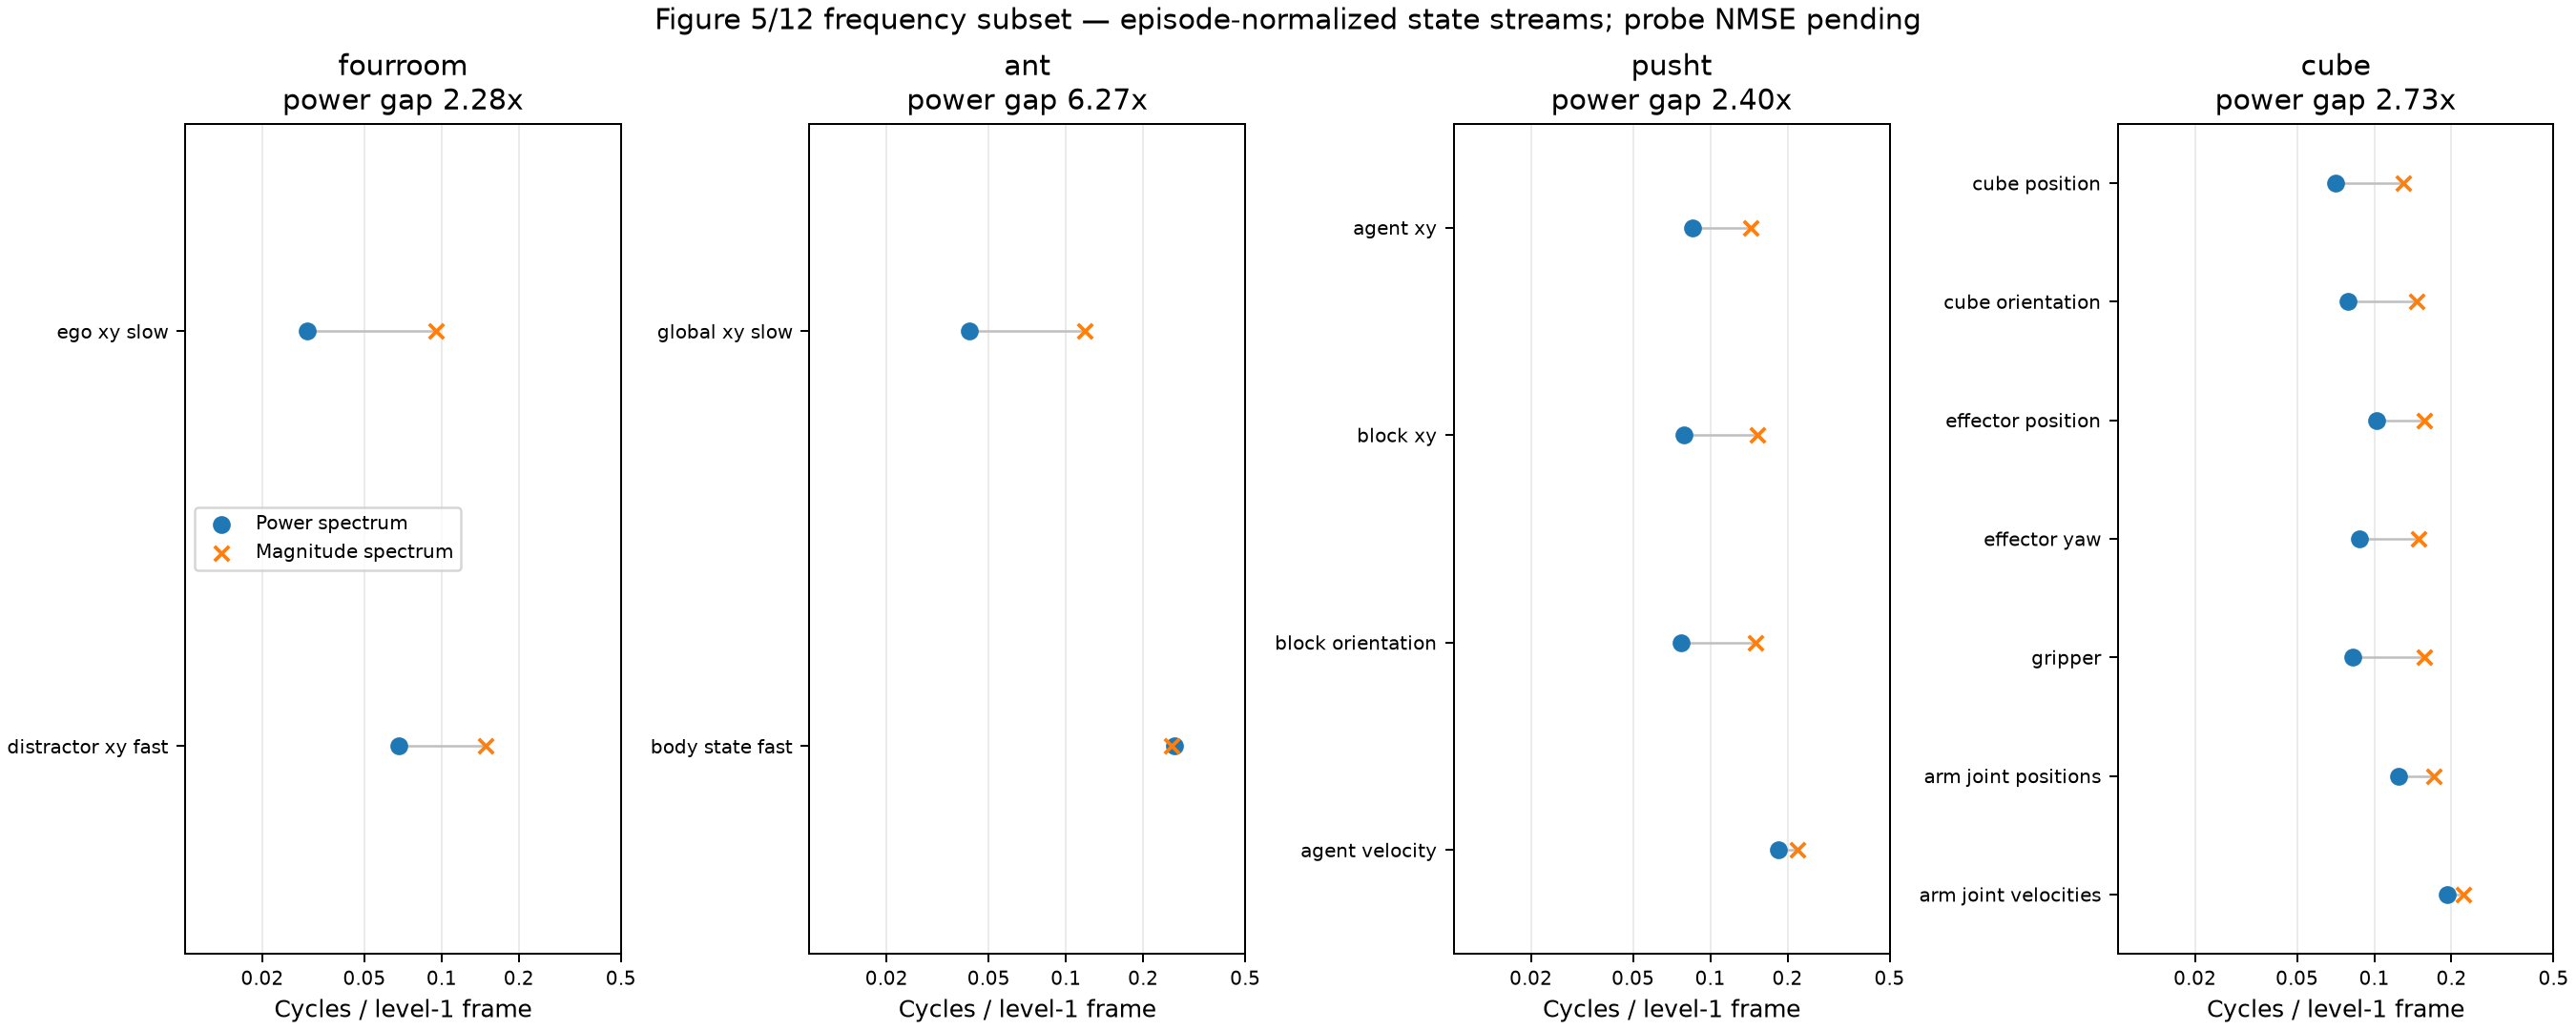 Figure 5/12 frequency subset — episode-normalized state streams; probe NMSE pending
fourroom
power gap 2.28x
ego xy slow
distractor xy fast
Power spectrum
Magnitude spectrum
0.02 0.05 0.1 0.2 0.5
Cycles / level-1 frame
ant
power gap 6.27x
global xy slow
body state fast
0.02 0.05 0.1 0.2 0.5
Cycles / level-1 frame
pusht
power gap 2.40x
agent xy
block xy
block orientation
agent velocity
0.02 0.05 0.1 0.2 0.5
Cycles / level-1 frame
cube
power gap 2.73x
cube position
cube orientation
effector position
effector yaw
gripper
arm joint positions
arm joint velocities
0.02 0.05 0.1 0.2 0.5
Cycles / level-1 frame